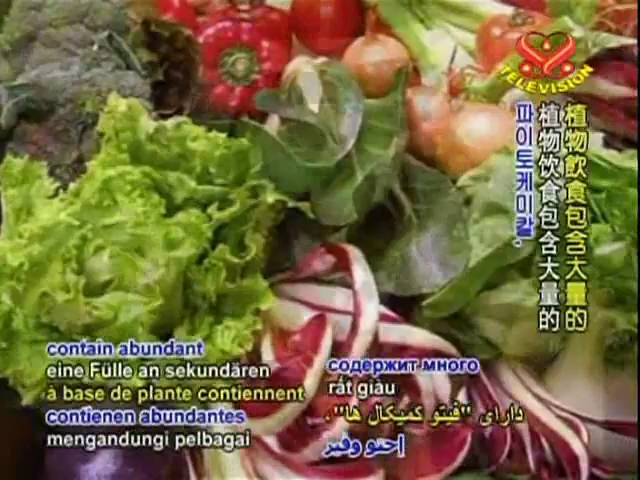 TELEVISION
植物飲食包含大量的
植物饮食包含大量的
파이토케미칼,
contain abundant
eine Fülle an sekundären
à base de plante contiennent
contienen abundantes
mengandungi pelbagai
содержит много
rất giàu
دارای "فیتو کمیکال ها"،